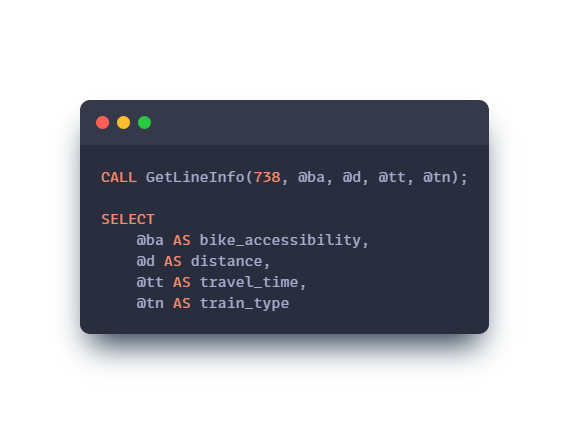 CALL GetLineInfo(738, @ba, @d, @tt, @tn);
SELECT
@ba AS bike_accessibility,
@d AS distance,
@tt AS travel_time,
@tn AS train_type